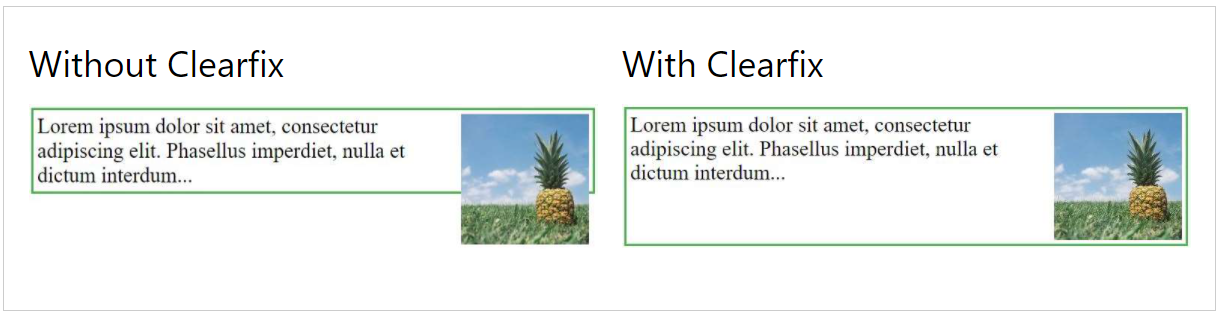 Without Clearfix
Lorem ipsum dolor sit amet, consectetur
adipiscing elit. Phasellus imperdiet, nulla et
dictum interdum...
With Clearfix
Lorem ipsum dolor sit amet, consectetur
adipiscing elit. Phasellus imperdiet, nulla et
dictum interdum...